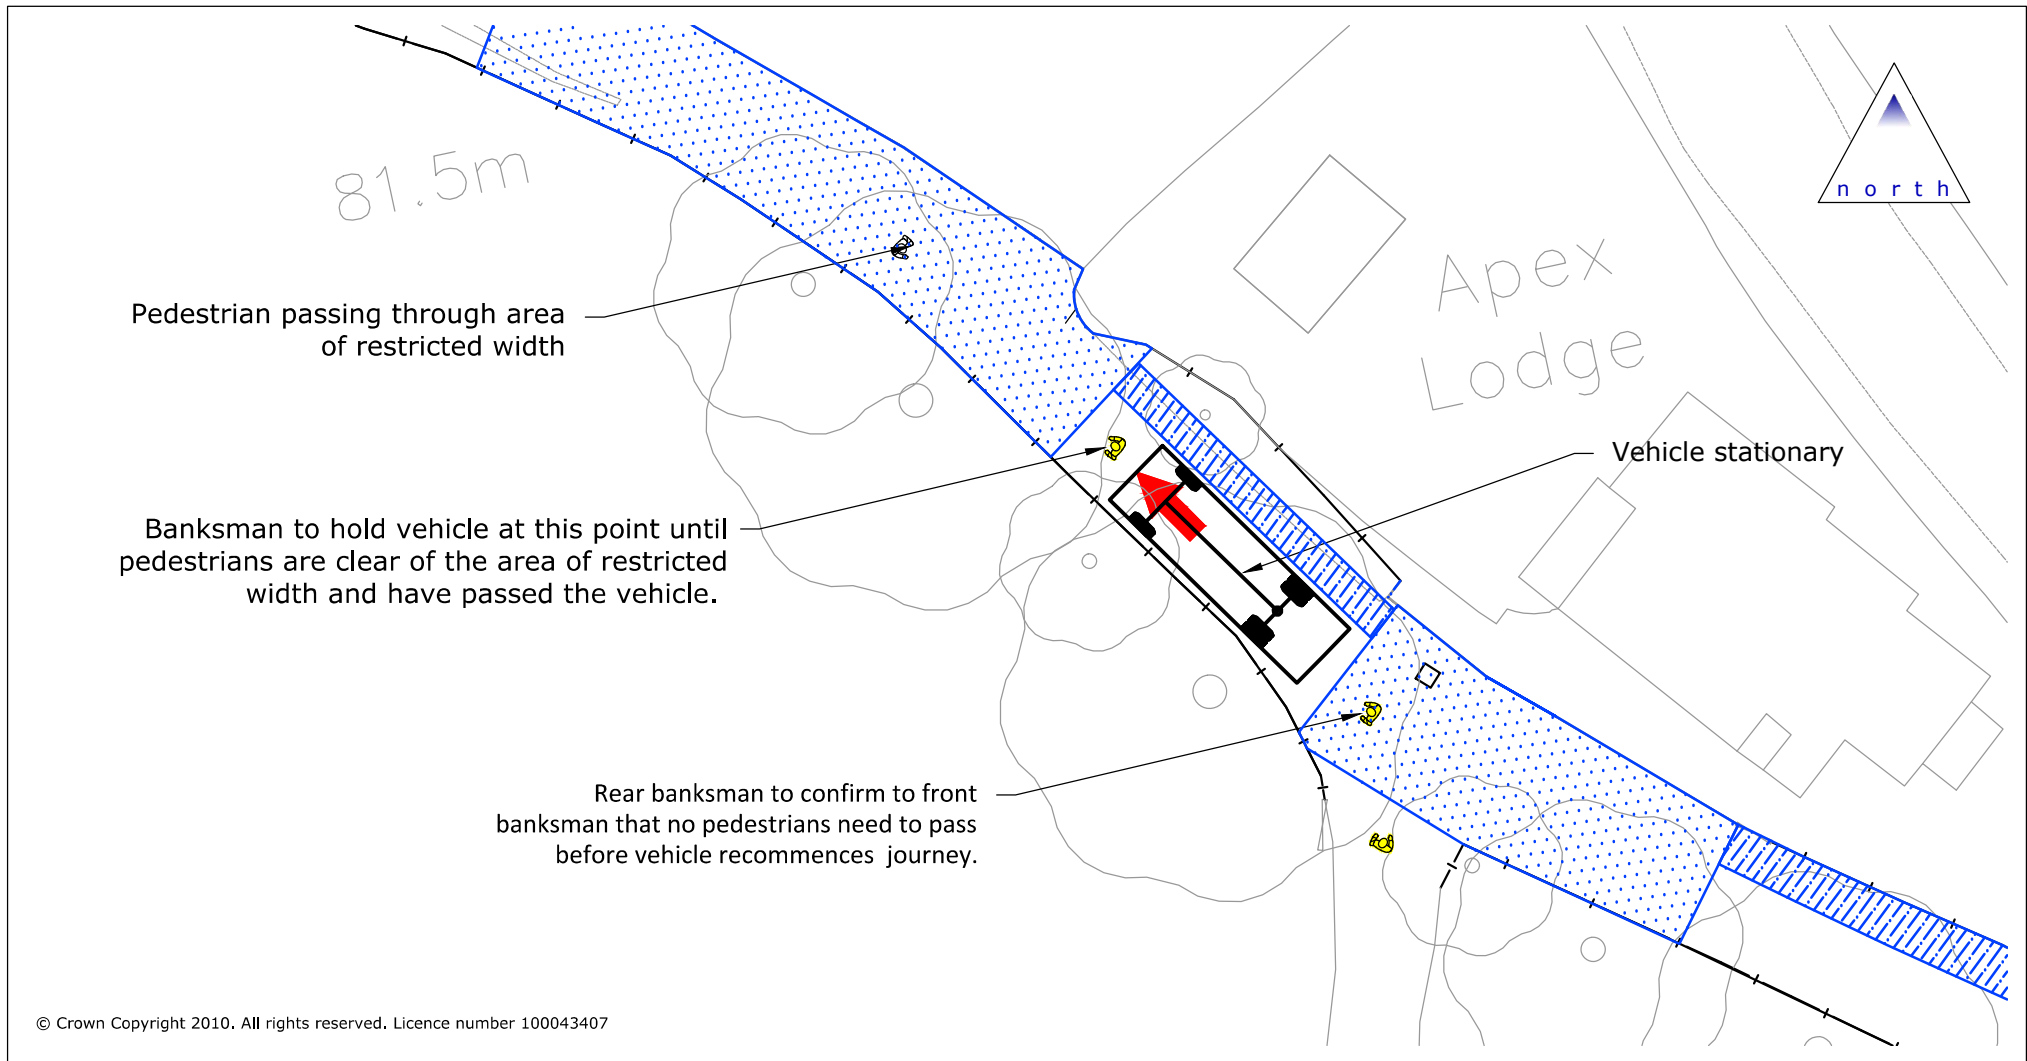 north
81.5m
Apex
Lodge
Pedestrian passing through area
of restricted width
Vehicle stationary
Banksman to hold vehicle at this point until
pedestrians are clear of the area of restricted
width and have passed the vehicle.
Rear banksman to confirm to front
banksman that no pedestrians need to pass
before vehicle recommences journey.
© Crown Copyright 2010. All rights reserved. Licence number 100043407